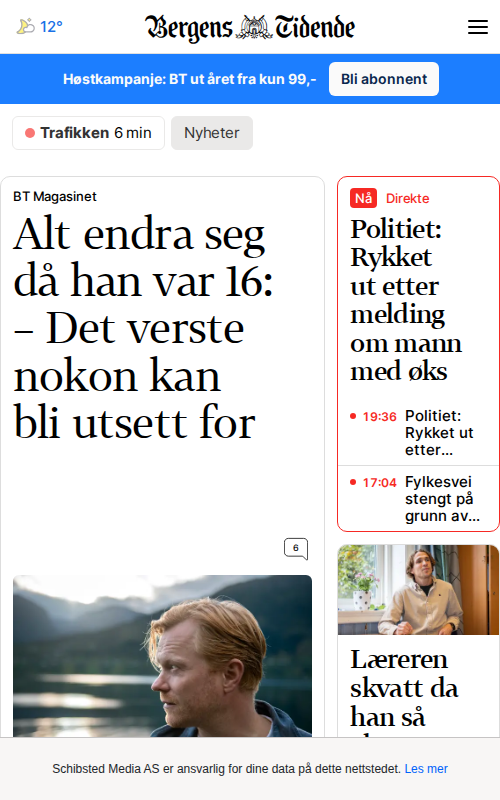 12°
Bergens Tidende
Høstkampanje: BT ut året fra kun 99,-
Bli abonnent
Trafikken 6 min
Nyheter
BT Magasinet
Alt endra seg
då han var 16:
– Det verste
nokon kan
bli utsett for
6
Nå Direkte
Politiet:
Rykket
ut etter
melding
om mann
med øks
19:36 Politiet:
Rykket ut
etter...
17:04 Fylkesvei
stengt på
grunn av...
Læreren
skvatt da
han så
Schibsted Media AS er ansvarlig for dine data på dette nettstedet. Les mer